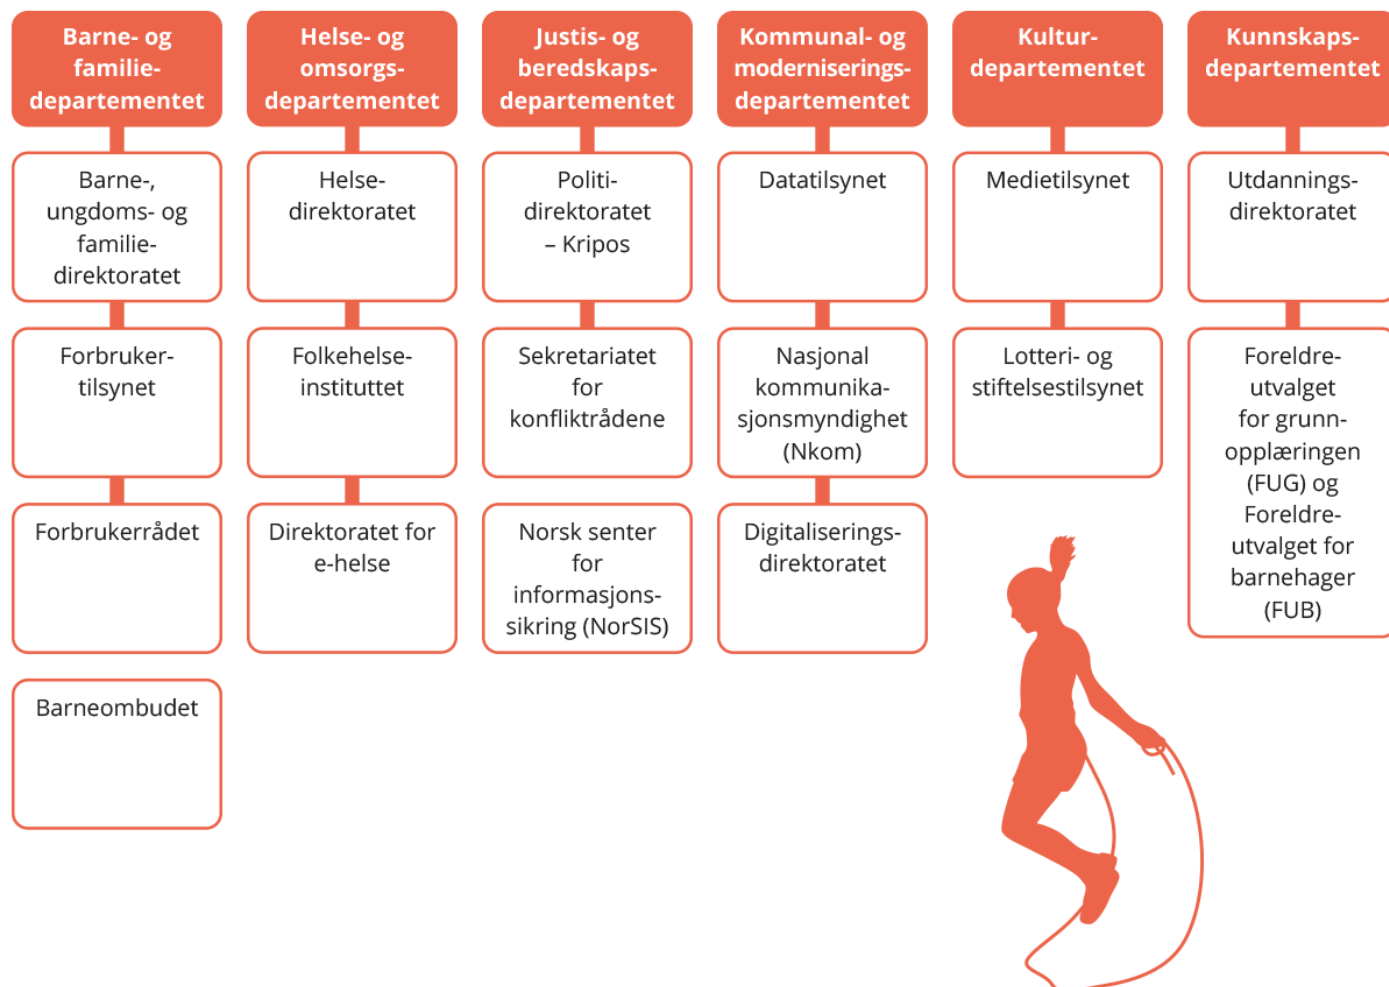 Barne- og
familie-
departementet
Barne-,
ungdoms- og
familie-
direktoratet
Forbruker-
tilsynet
Forbrukerrådet
Barneombudet
Helse- og
omsorgs-
departementet
Helse-
direktoratet
Folkehelse-
instituttet
Direktoratet for
e-helse
Justis- og
beredskaps-
departementet
Politi-
direktoratet
– Kripos
Sekretariatet
for
konfliktrådene
Norsk senter
for
informasjons-
sikring (NorSIS)
Kommunal- og
moderniserings-
departementet
Datatilsynet
Nasjonal
kommunika-
sjonsmyndighet
(Nkom)
Digitaliserings-
direktoratet
Kultur-
departementet
Medietilsynet
Lotteri- og
stiftelsestilsynet
Kunnskaps-
departementet
Utdannings-
direktoratet
Foreldre-
utvalget
for grunn-
opplæringen
(FUG) og
Foreldre-
utvalget for
barnehager
(FUB)